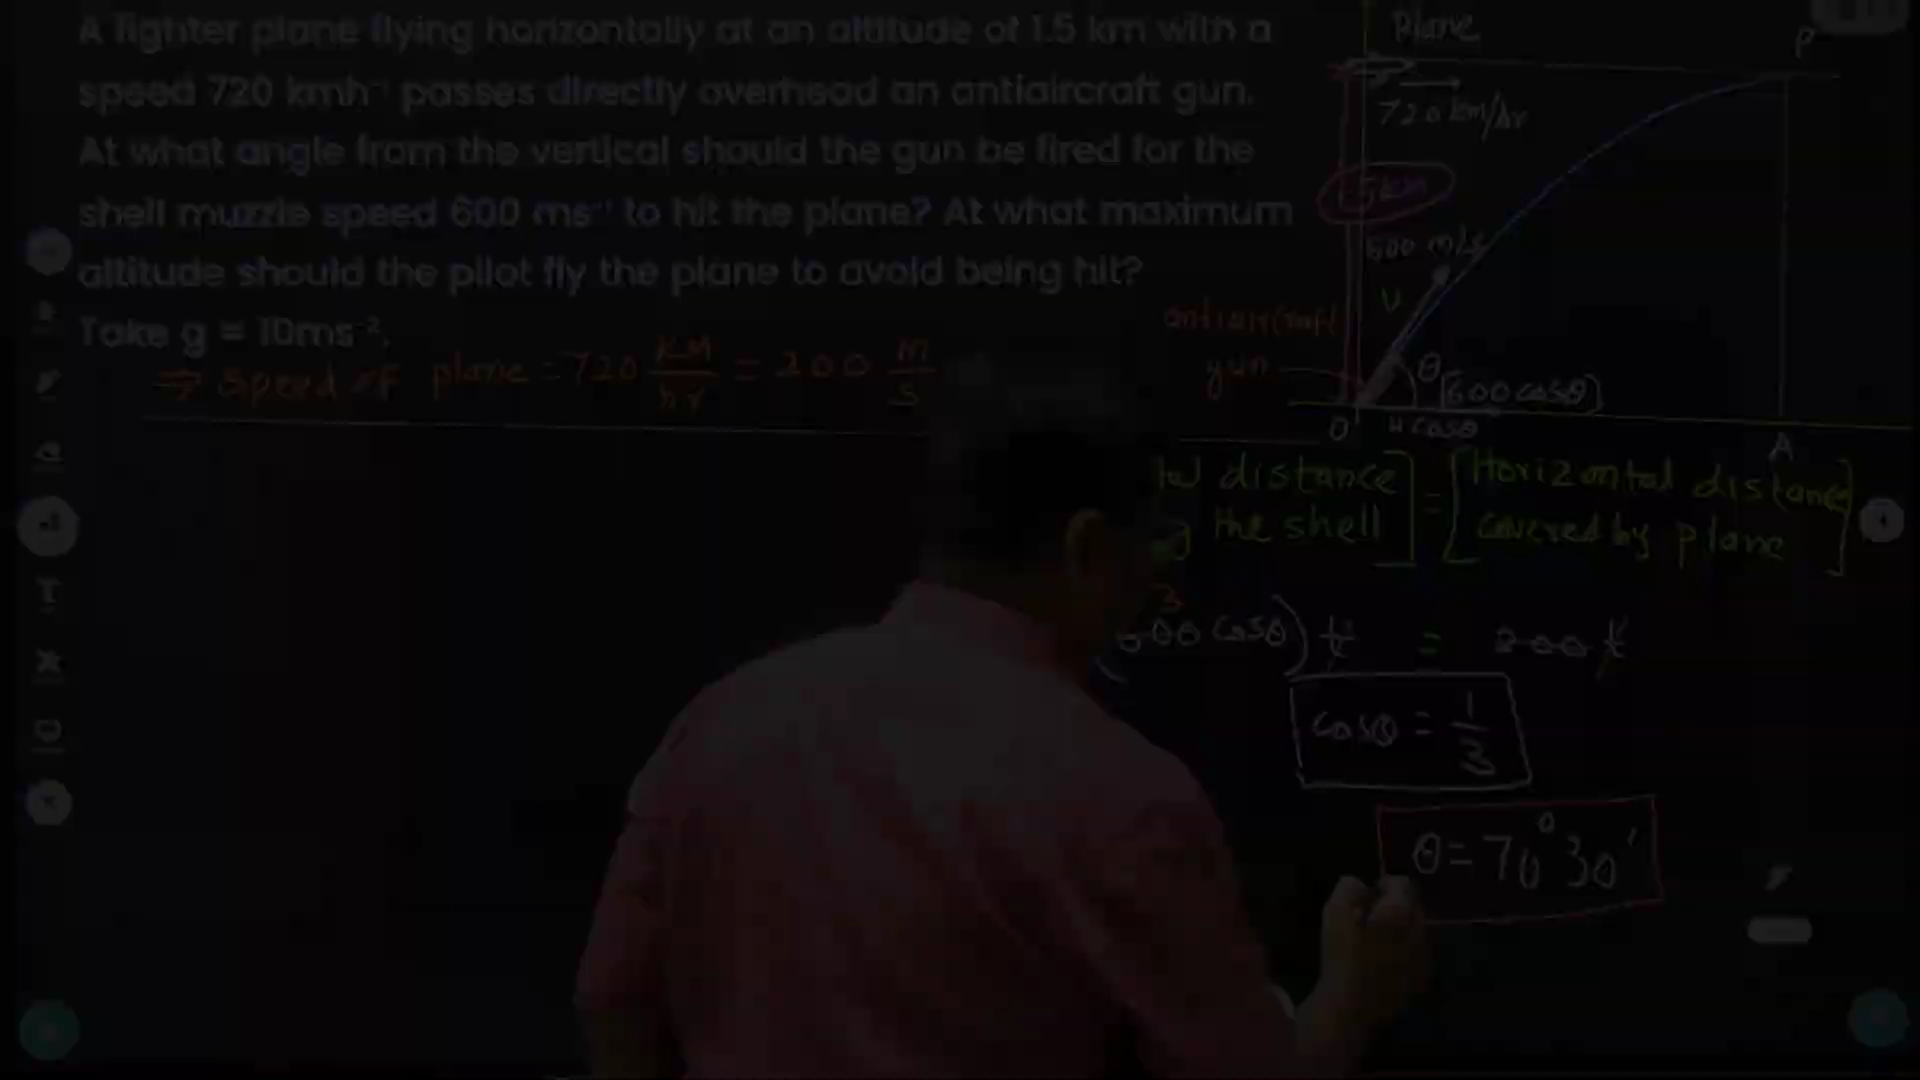 A fighter plane flying horizontally at an altitude of 1.5 km with a
speed 720 kmh⁻¹ passes directly overhead an antiaircraft gun.
At what angle from the vertical should the gun be fired for the
shell muzzle speed 600 ms⁻¹ to hit the plane? At what maximum
altitude should the pilot fly the plane to avoid being hit?
Take g = 10ms⁻².
⇒ Speed of plane = 720 KM/hr = 200 m/s
Plane
P
720 km/hr
1.5 km
600 m/s
U
antiaircraft
gun
θ
[600 cosθ]
O
u cosθ
A
distance] = [Horizontal distance
the shell] [covered by plane]
3
600 cosθ) t = 200 t
cosθ = 1/3
θ = 70°30'